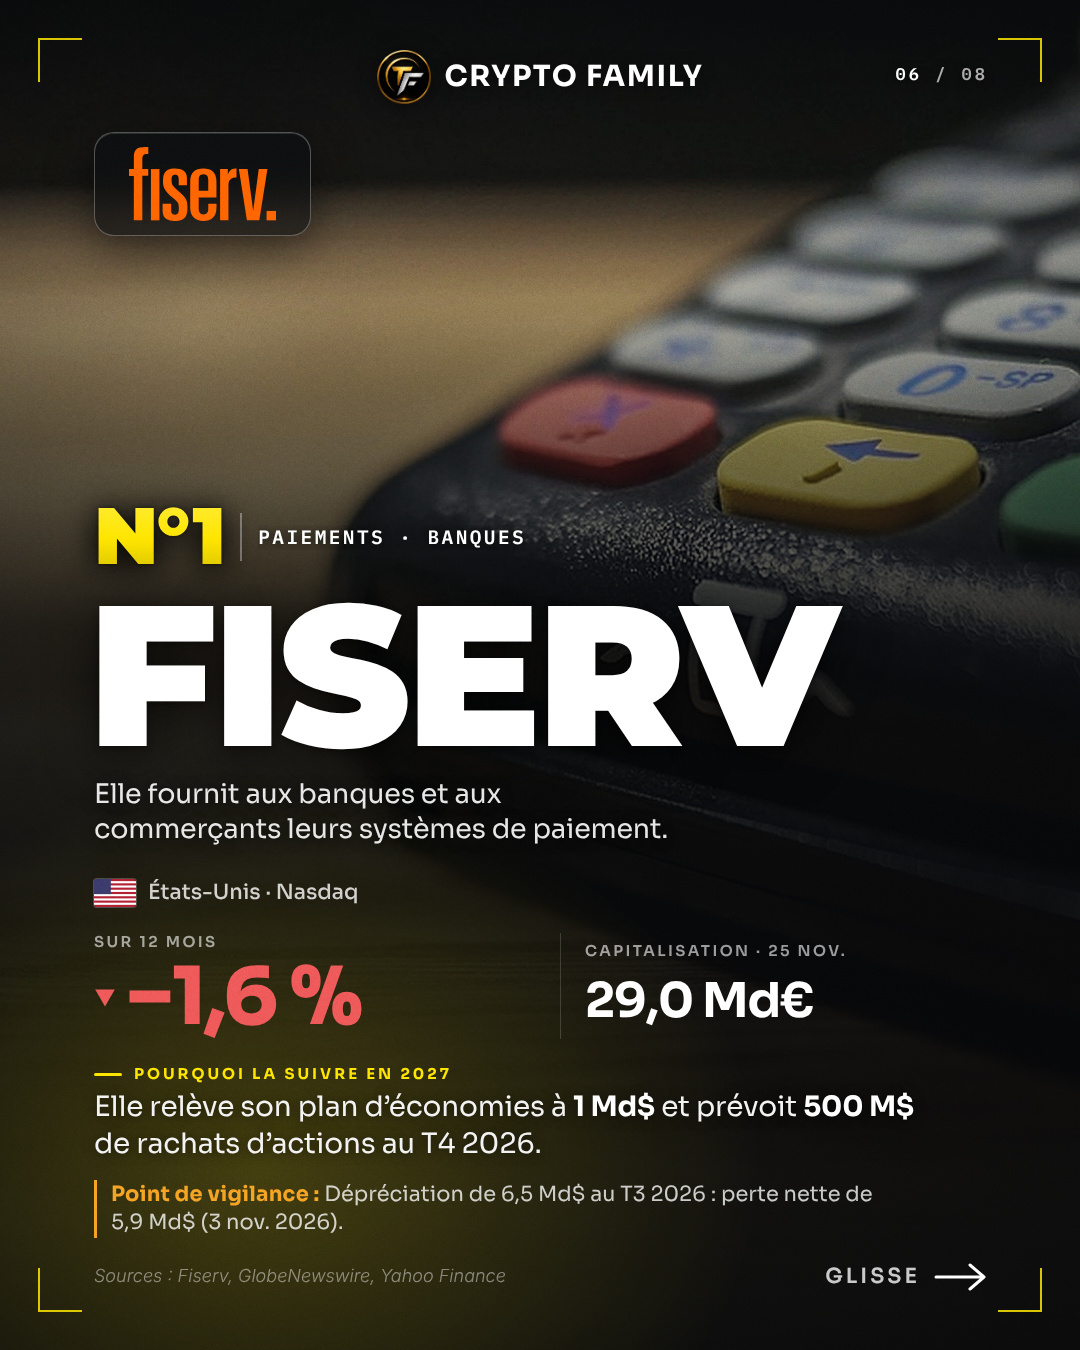 CRYPTO FAMILY
06 / 08
fiserv.
N°1
PAIEMENTS · BANQUES
FISERV
Elle fournit aux banques et aux
commerçants leurs systèmes de paiement.
États-Unis · Nasdaq
SUR 12 MOIS
▼ −1,6 %
CAPITALISATION · 25 NOV.
29,0 Md€
POURQUOI LA SUIVRE EN 2027
Elle relève son plan d’économies à 1 Md$ et prévoit 500 M$
de rachats d’actions au T4 2026.
Point de vigilance : Dépréciation de 6,5 Md$ au T3 2026 : perte nette de
5,9 Md$ (3 nov. 2026).
Sources : Fiserv, GlobeNewswire, Yahoo Finance
GLISSE →